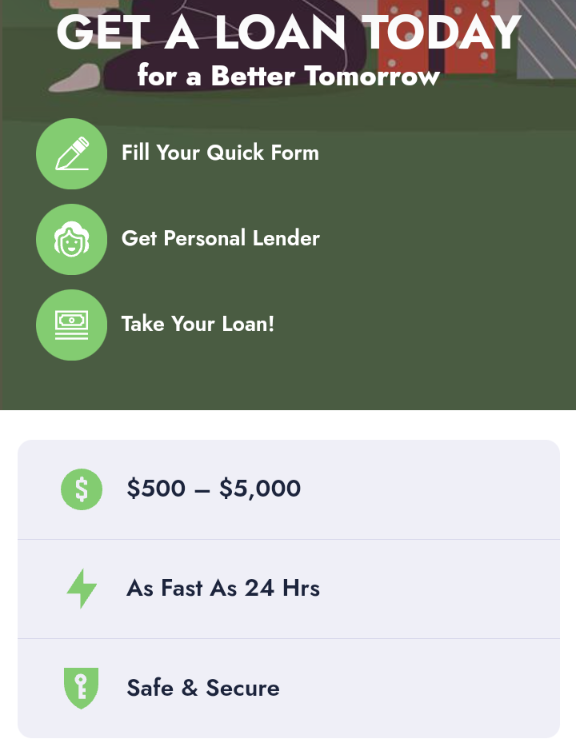 GET A LOAN TODAY
for a Better Tomorrow
Fill Your Quick Form
Get Personal Lender
Take Your Loan!
$500 – $5,000
As Fast As 24 Hrs
Safe & Secure